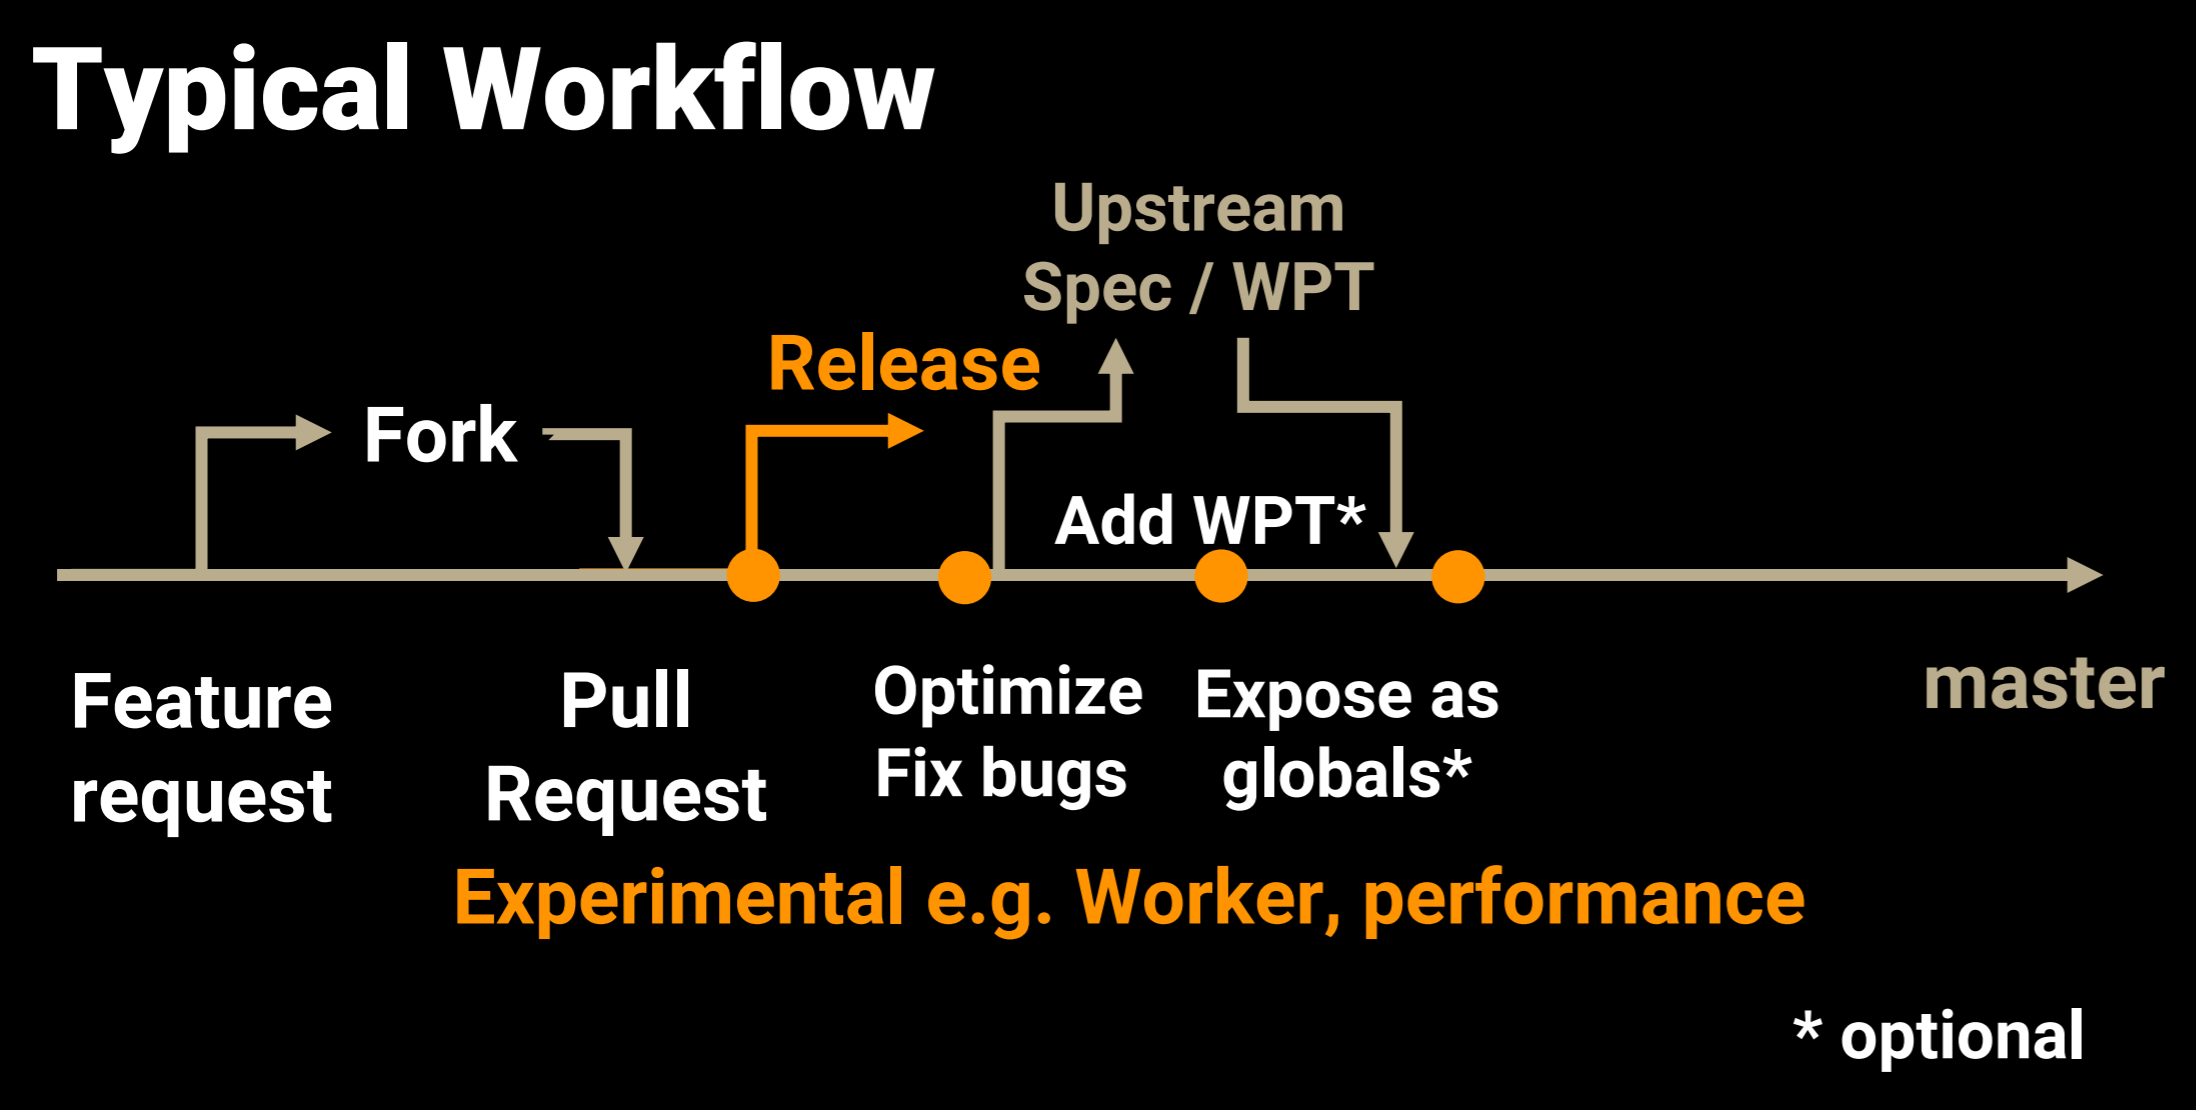 Typical Workflow
Upstream
Spec / WPT
Release
Fork
Add WPT*
Feature
request
Pull
Request
Optimize
Fix bugs
Expose as
globals*
master
Experimental e.g. Worker, performance
* optional